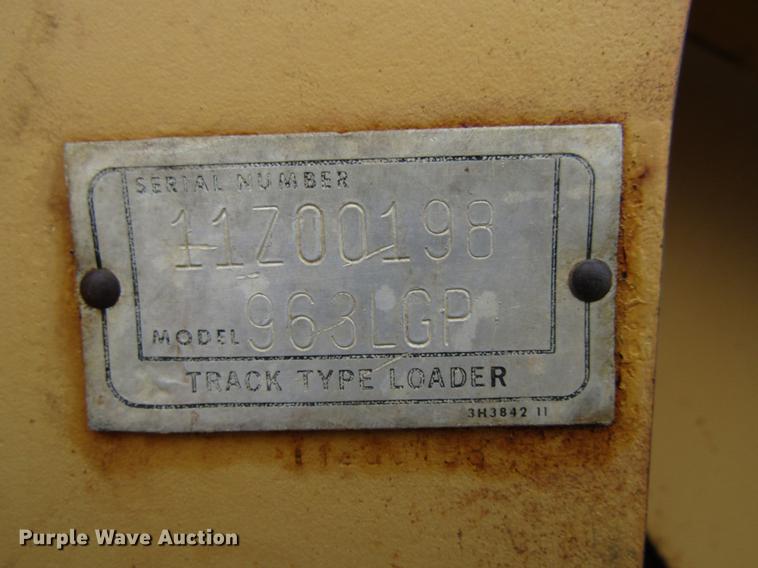 SERIAL NUMBER
11Z00198
MODEL 963LGP
TRACK TYPE LOADER
3H3842 11
Purple Wave Auction